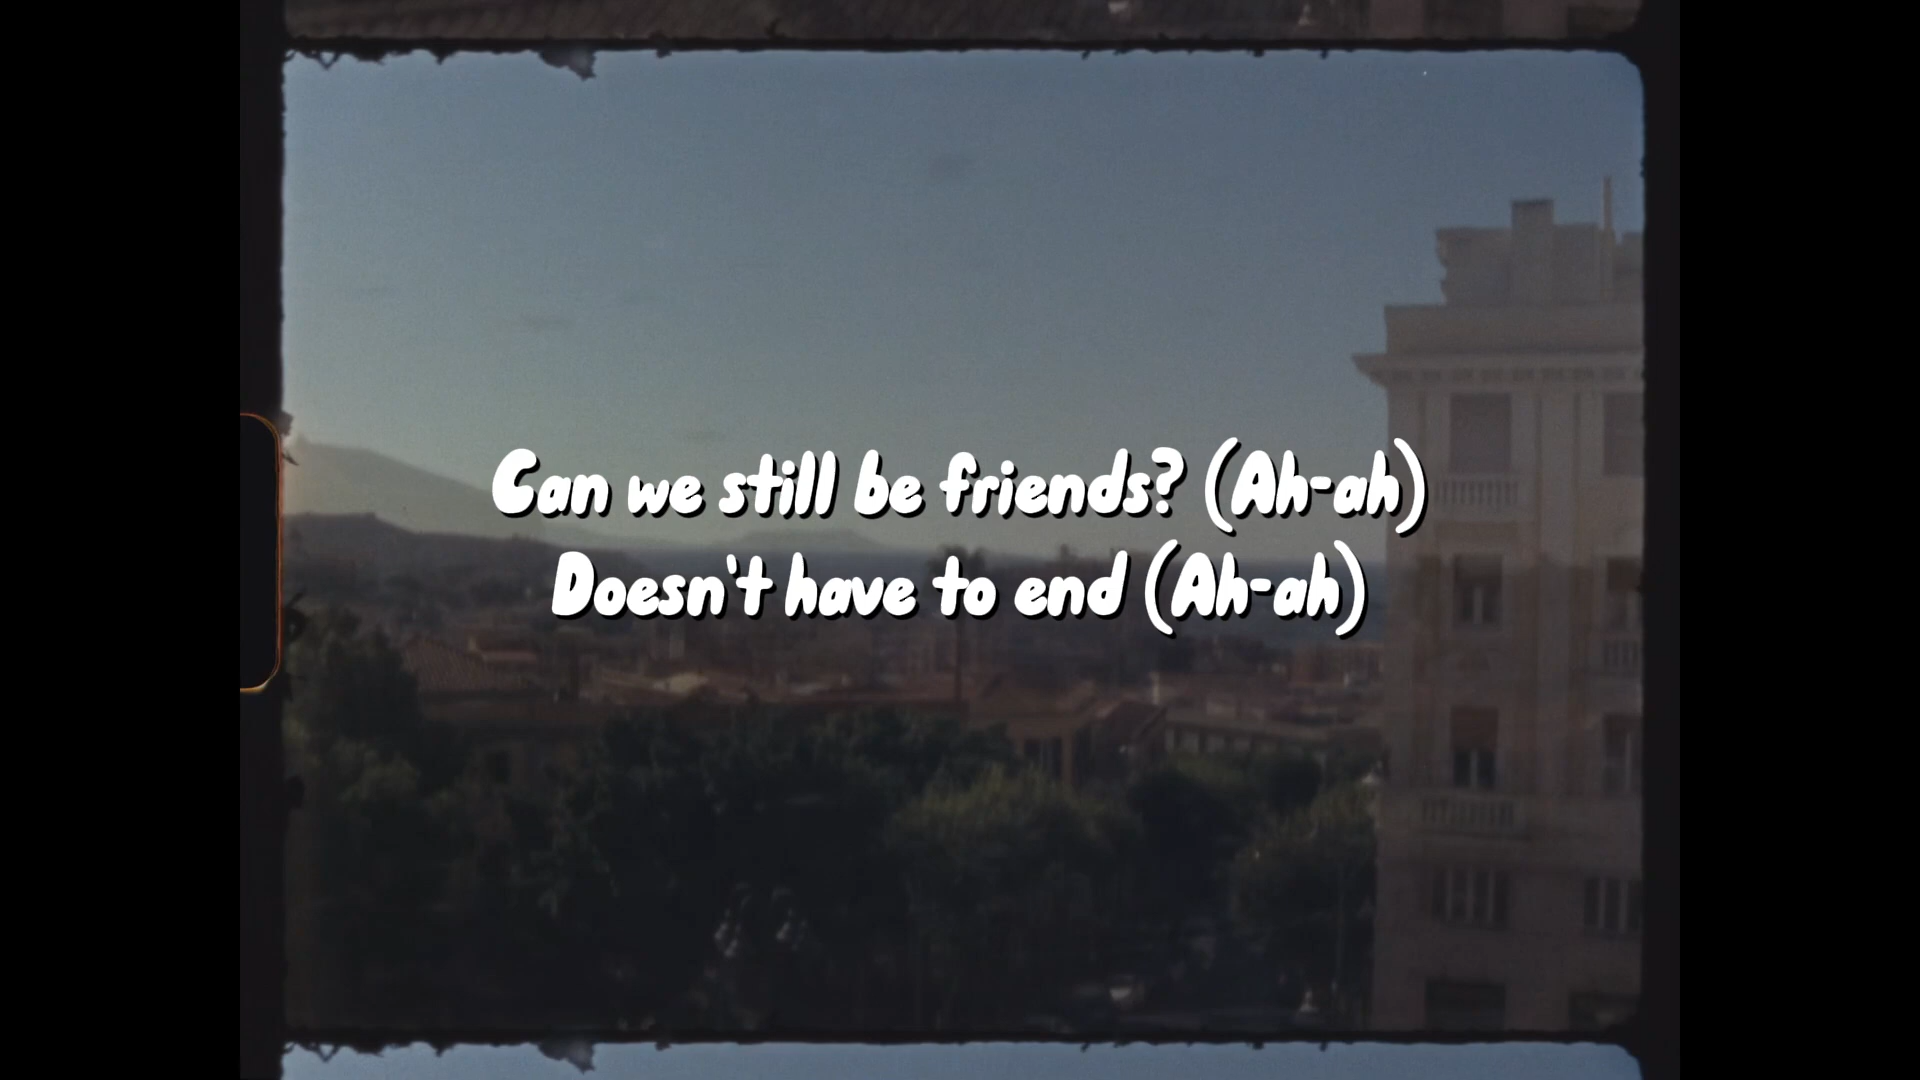 Can we still be friends? (Ah-ah)
Doesn't have to end (Ah-ah)